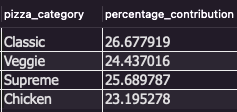 pizza_category percentage_contribution
Classic 26.677919
Veggie 24.437016
Supreme 25.689787
Chicken 23.195278